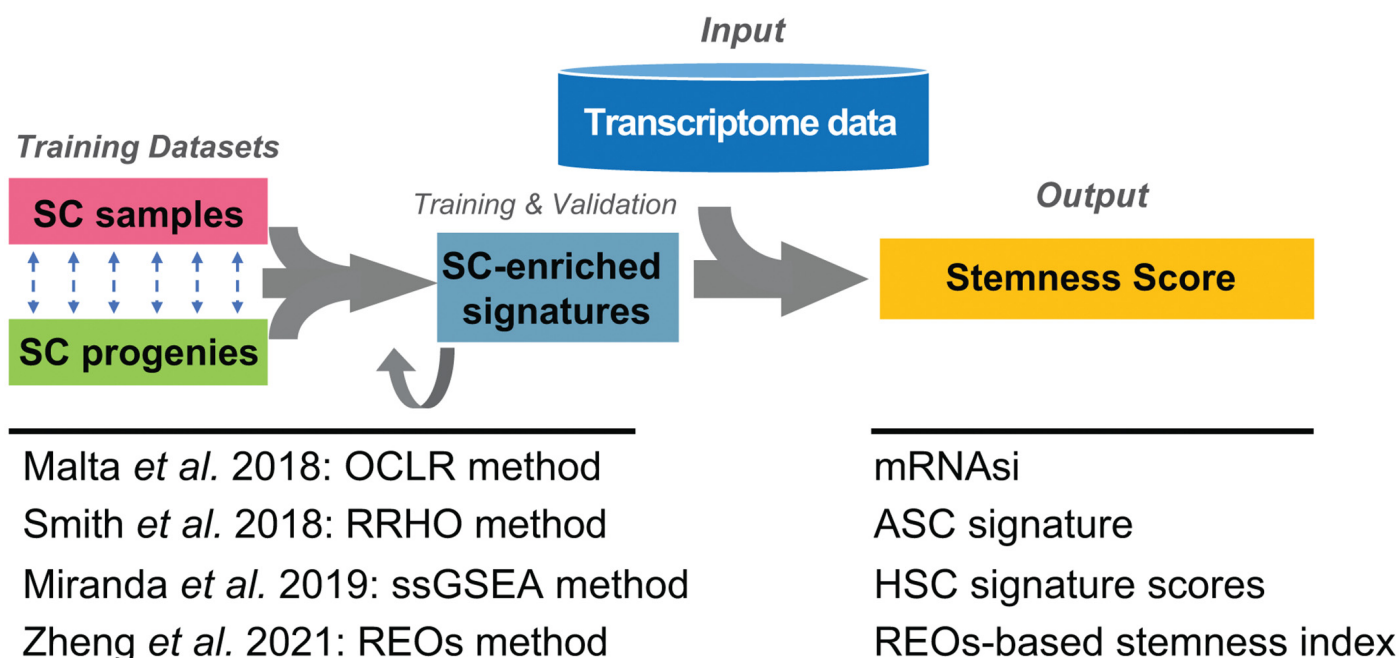 Input
Transcriptome data
Training Datasets
SC samples
SC progenies
Training & Validation
SC-enriched
signatures
Output
Stemness Score
Malta et al. 2018: OCLR method
mRNAsi
Smith et al. 2018: RRHO method
ASC signature
Miranda et al. 2019: ssGSEA method
HSC signature scores
Zheng et al. 2021: REOs method
REOs-based stemness index